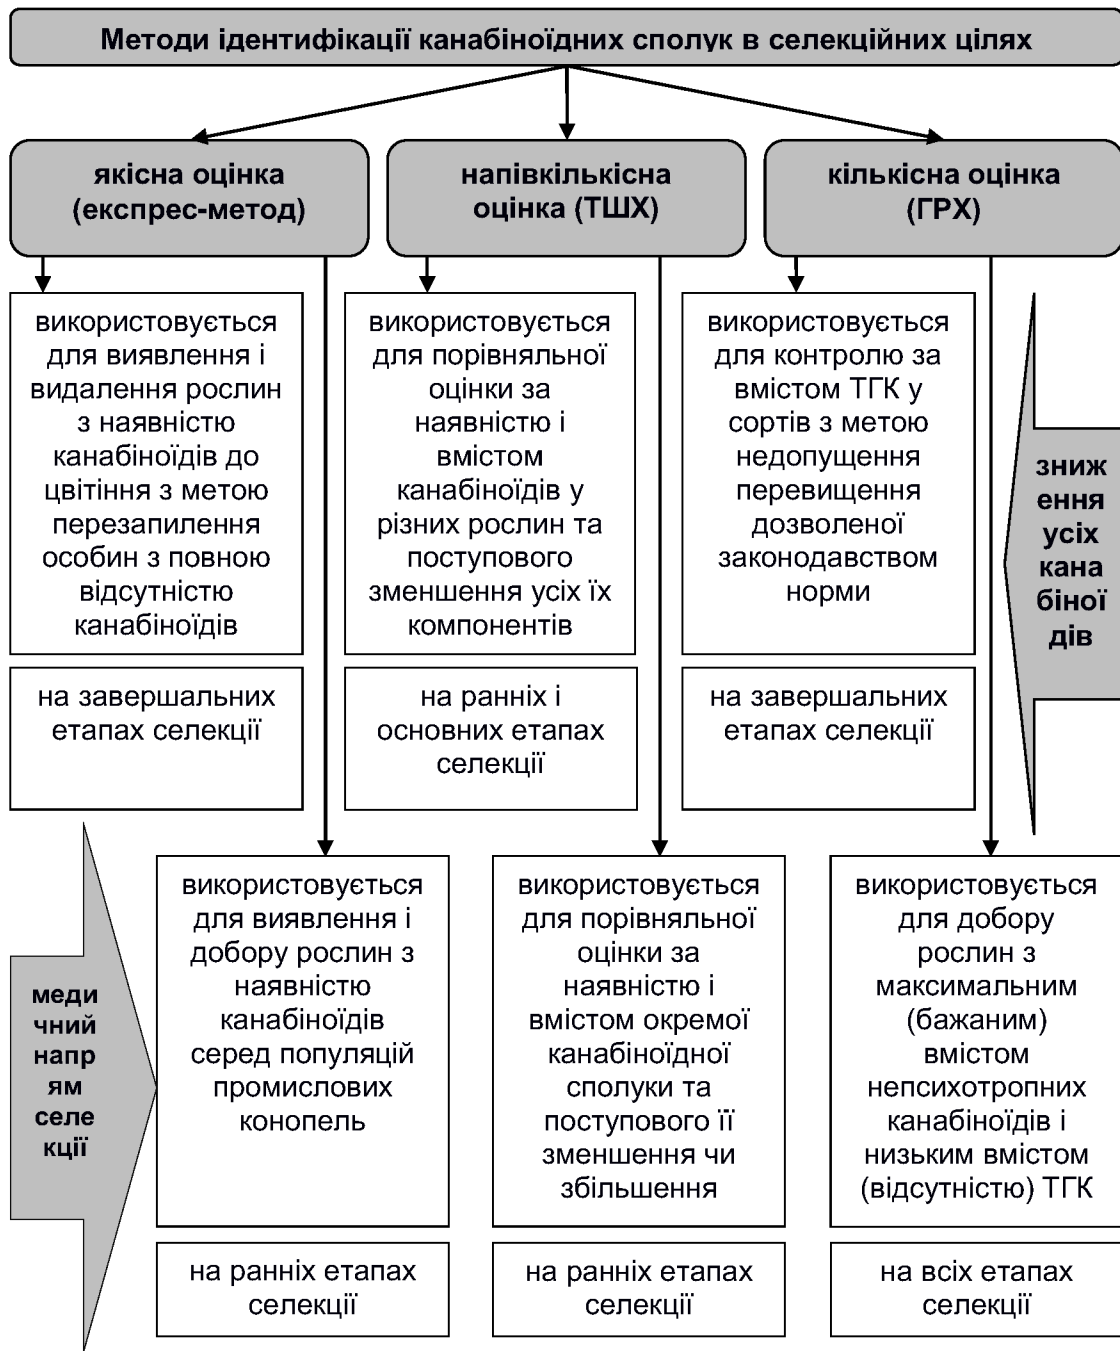 Методи ідентифікації канабіноїдних сполук в селекційних цілях
якісна оцінка
(експрес-метод)
напівкількісна
оцінка (ТШХ)
кількісна оцінка
(ГРХ)
використовується
для виявлення і
видалення рослин
з наявністю
канабіноїдів до
цвітіння з метою
перезапилення
особин з повною
відсутністю
канабіноїдів
використовується
для порівняльної
оцінки за
наявністю і
вмістом
канабіноїдів у
різних рослин та
поступового
зменшення усіх їх
компонентів
використовується
для контролю за
вмістом ТГК у
сортів з метою
недопущення
перевищення
дозволеної
законодавством
норми
зниж
ення
усіх
кана
біної
дів
на завершальних
етапах селекції
на ранніх і
основних етапах
селекції
на завершальних
етапах селекції
меди
чний
напр
ям
селе
кції
використовується
для виявлення і
добору рослин з
наявністю
канабіноїдів
серед популяцій
промислових
конопель
використовується
для порівняльної
оцінки за
наявністю і
вмістом окремої
канабіноїдної
сполуки та
поступового її
зменшення чи
збільшення
використовується
для добору
рослин з
максимальним
(бажаним)
вмістом
непсихотропних
канабіноїдів і
низьким вмістом
(відсутністю) ТГК
на ранніх етапах
селекції
на ранніх етапах
селекції
на всіх етапах
селекції